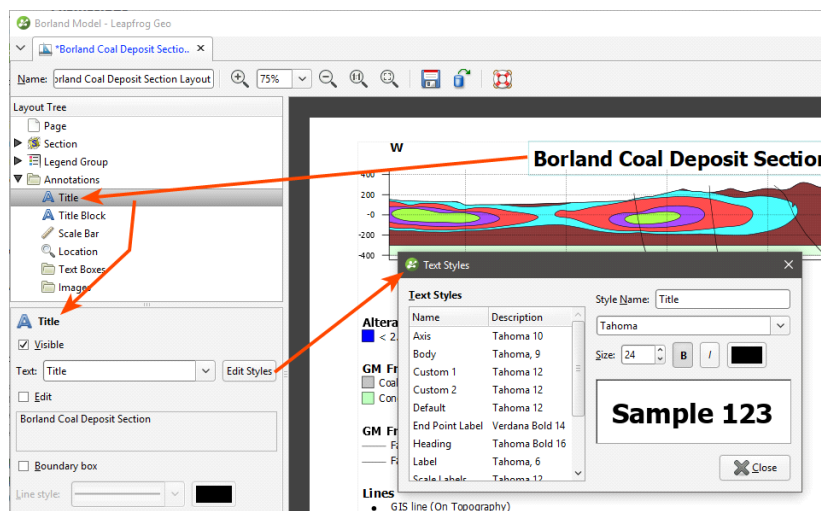 Borland Model - Leapfrog Geo
*Borland Coal Deposit Sectio..
Name: orland Coal Deposit Section Layout 75%
Layout Tree
Page
Section
Legend Group
Annotations
Title
Title Block
Scale Bar
Location
Text Boxes
Images
Title
Visible
Text: Title Edit Styles
Edit
Borland Coal Deposit Section
Boundary box
Line style:
W
Borland Coal Deposit Section
400
200
-0
-200
-400
Altera
< 2.
GM Fr
Coal
Con
GM Fr
Fa
Fa
Lines
GIS line (On Topography)
Text Styles
Text Styles
Name Description
Axis Tahoma 10
Body Tahoma, 9
Custom 1 Tahoma 12
Custom 2 Tahoma 12
Default Tahoma 12
End Point Label Verdana Bold 14
Heading Tahoma Bold 16
Label Tahoma, 6
Scale Labels Tahoma 12
Style Name: Title
Tahoma
Size: 24 B I
Sample 123
Close